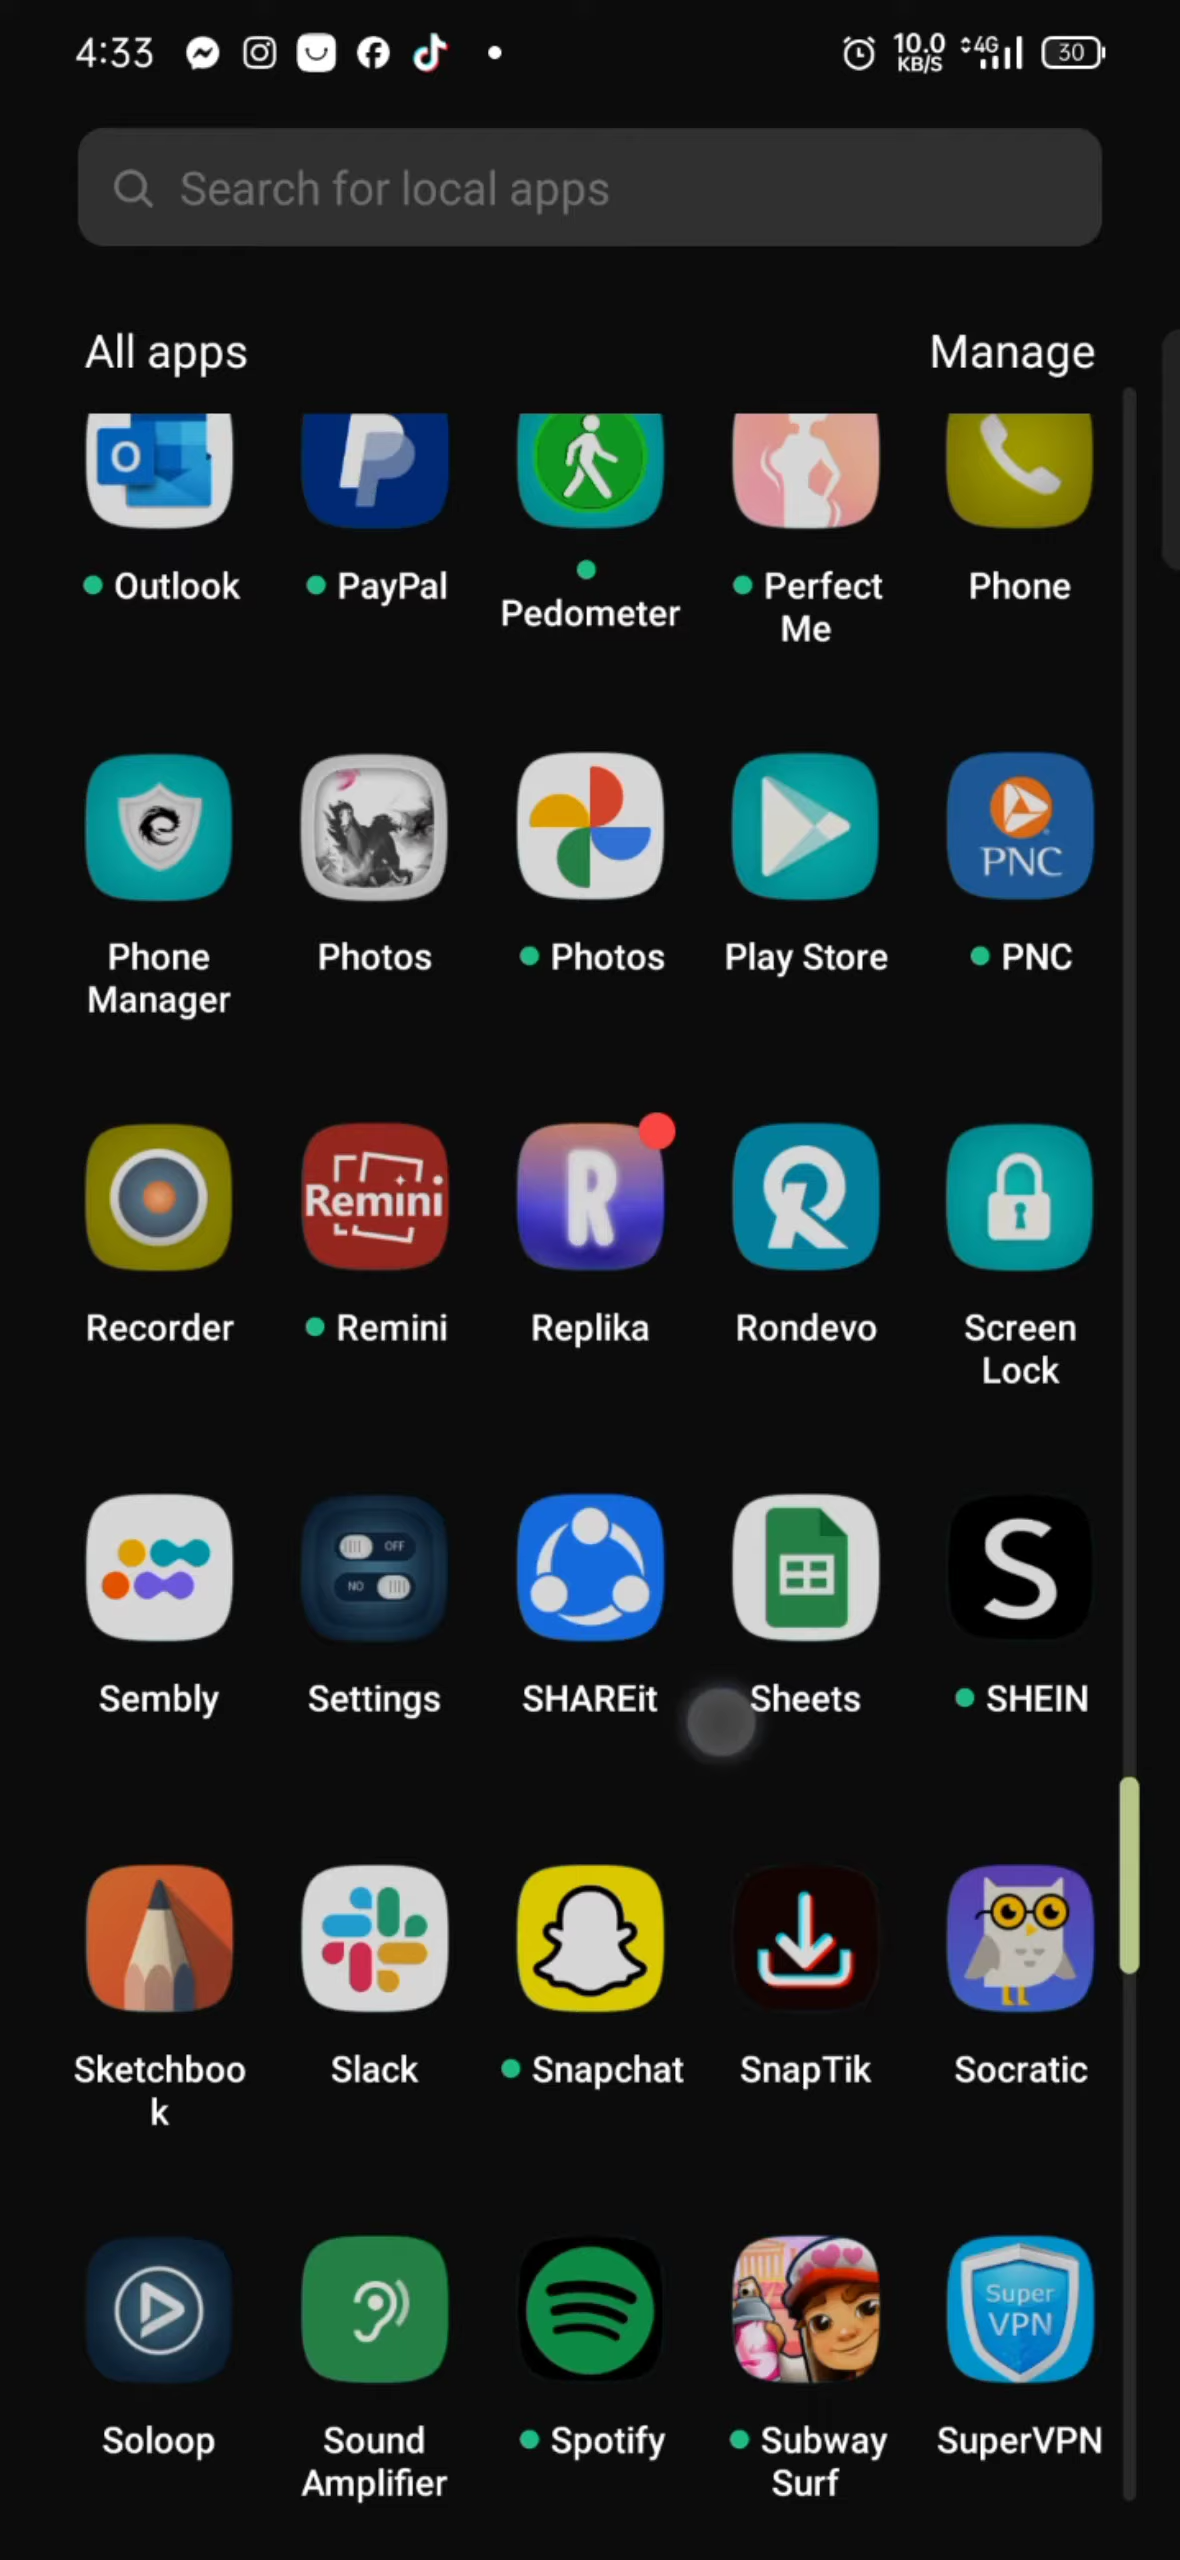 4:33
10.0
KB/S
4G
30
Search for local apps
All apps
Manage
O
Outlook
PayPal
Pedometer
Perfect
Me
Phone
PNC
Phone
Manager
Photos
Photos
Play Store
PNC
Remini
R
Recorder
Remini
Replika
Rondevo
Screen
Lock
OFF
NO
S
Sembly
Settings
SHAREit
Sheets
SHEIN
Sketchboo
k
Slack
Snapchat
SnapTik
Socratic
Super
VPN
Soloop
Sound
Amplifier
Spotify
Subway
Surf
SuperVPN